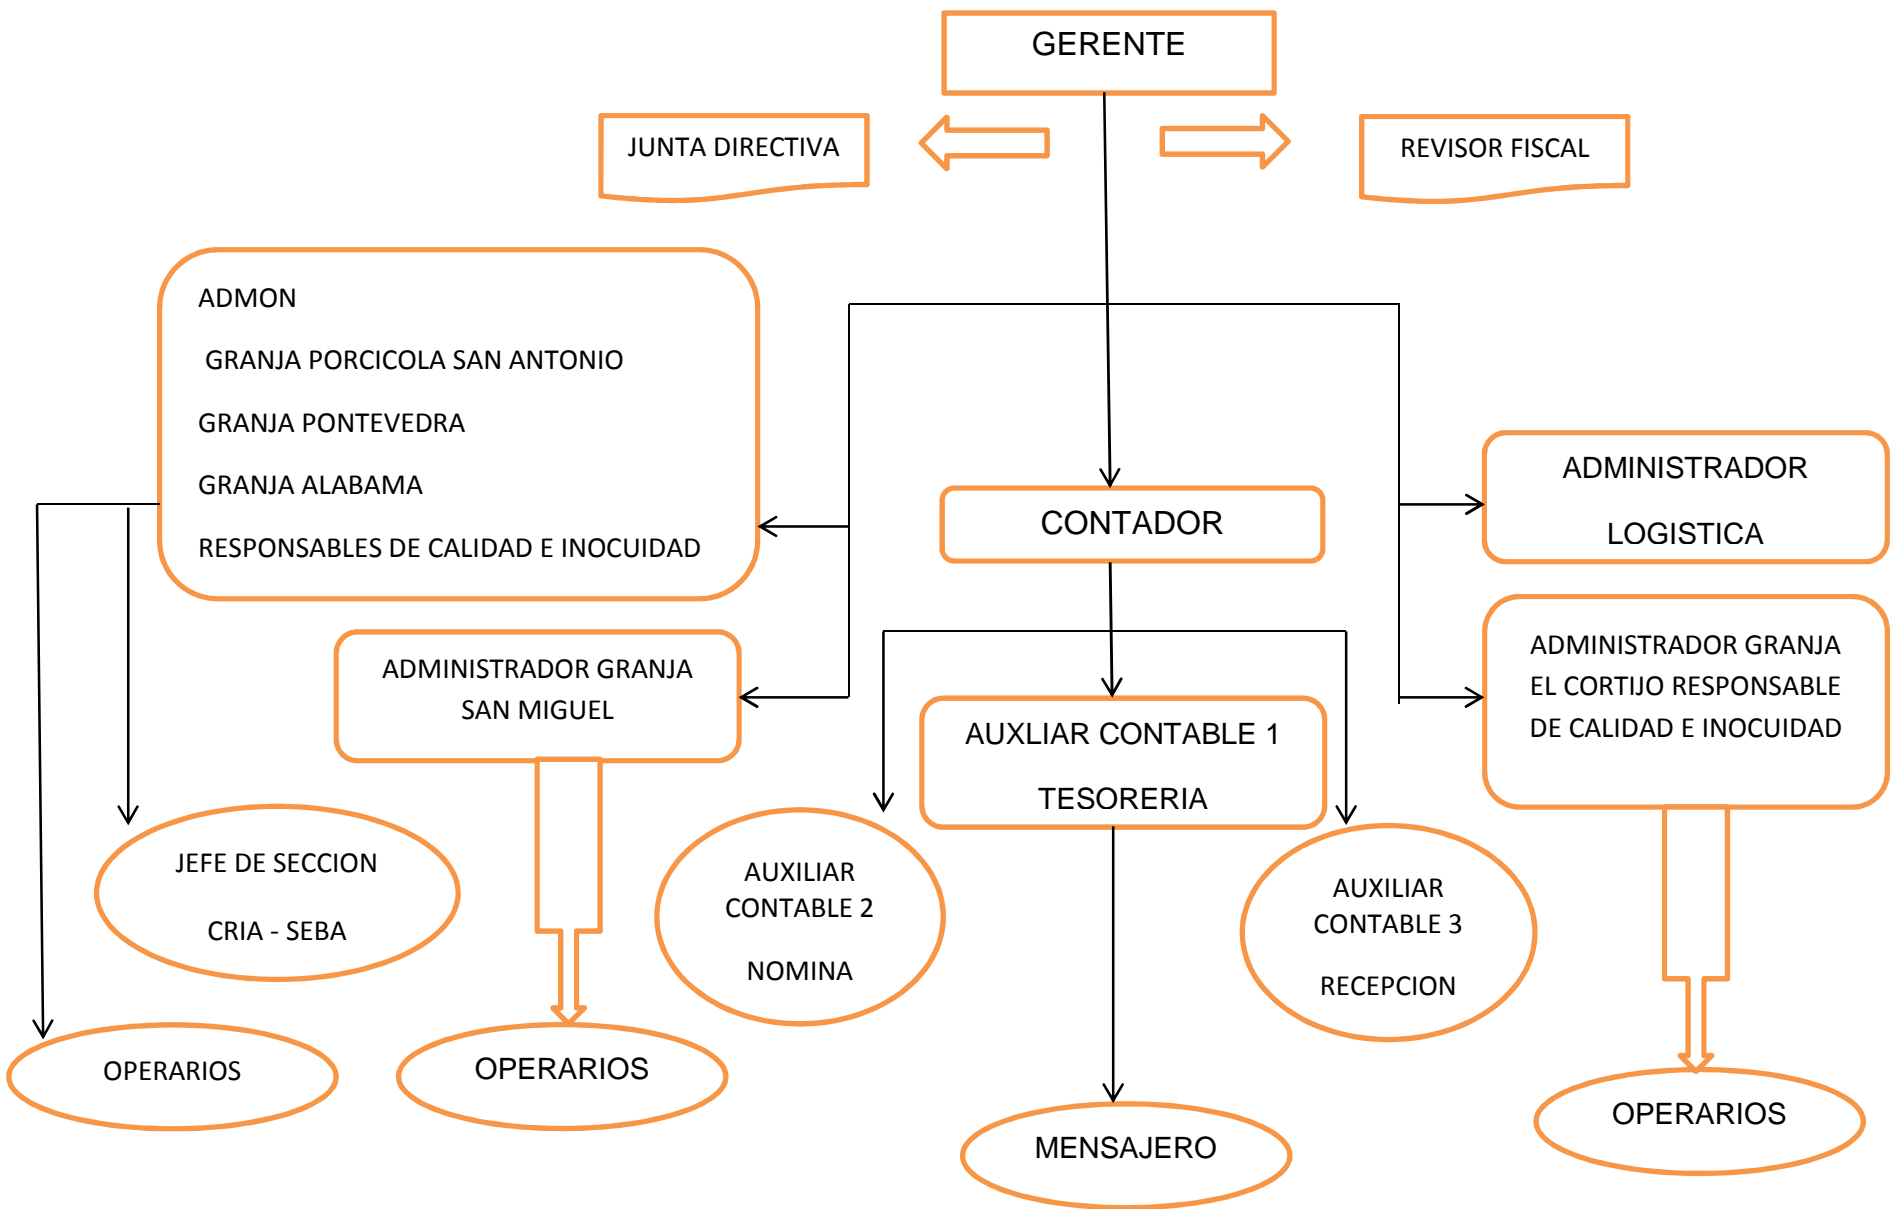 GERENTE
JUNTA DIRECTIVA
REVISOR FISCAL
ADMON
GRANJA PORCICOLA SAN ANTONIO
GRANJA PONTEVEDRA
GRANJA ALABAMA
RESPONSABLES DE CALIDAD E INOCUIDAD
CONTADOR
ADMINISTRADOR
LOGISTICA
ADMINISTRADOR GRANJA
SAN MIGUEL
AUXLIAR CONTABLE 1
TESORERIA
ADMINISTRADOR GRANJA
EL CORTIJO RESPONSABLE
DE CALIDAD E INOCUIDAD
JEFE DE SECCION
CRIA - SEBA
AUXILIAR
CONTABLE 2
NOMINA
AUXILIAR
CONTABLE 3
RECEPCION
OPERARIOS
OPERARIOS
MENSAJERO
OPERARIOS